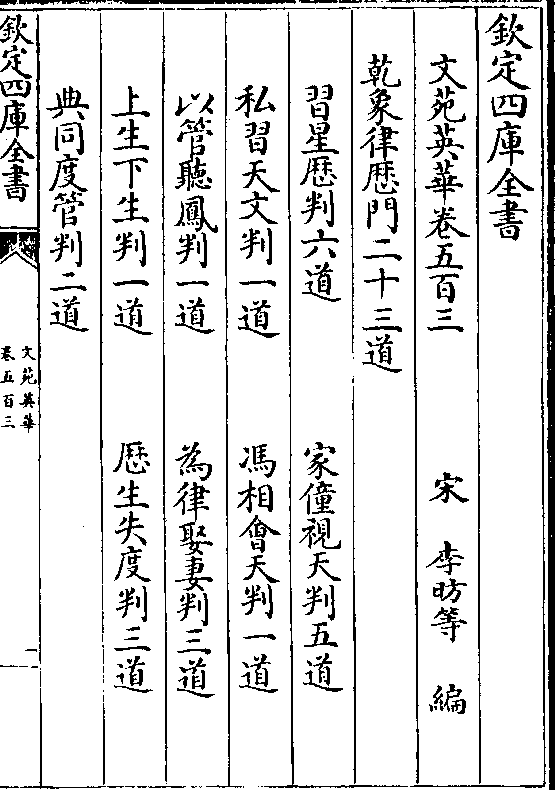 欽定四庫全書
文苑英華卷五百三
宋 李昉等 編
乾象律歴門二十三道
習星歴判六道 家僮視天判五道
私習天文判一道 馮相會天判一道
以管聽鳳判一道 為律娶妻判三道
上生下生判一道 歴生失度判三道
典同度管判二道
欽定四庫全書
文苑英華
卷五百三
一